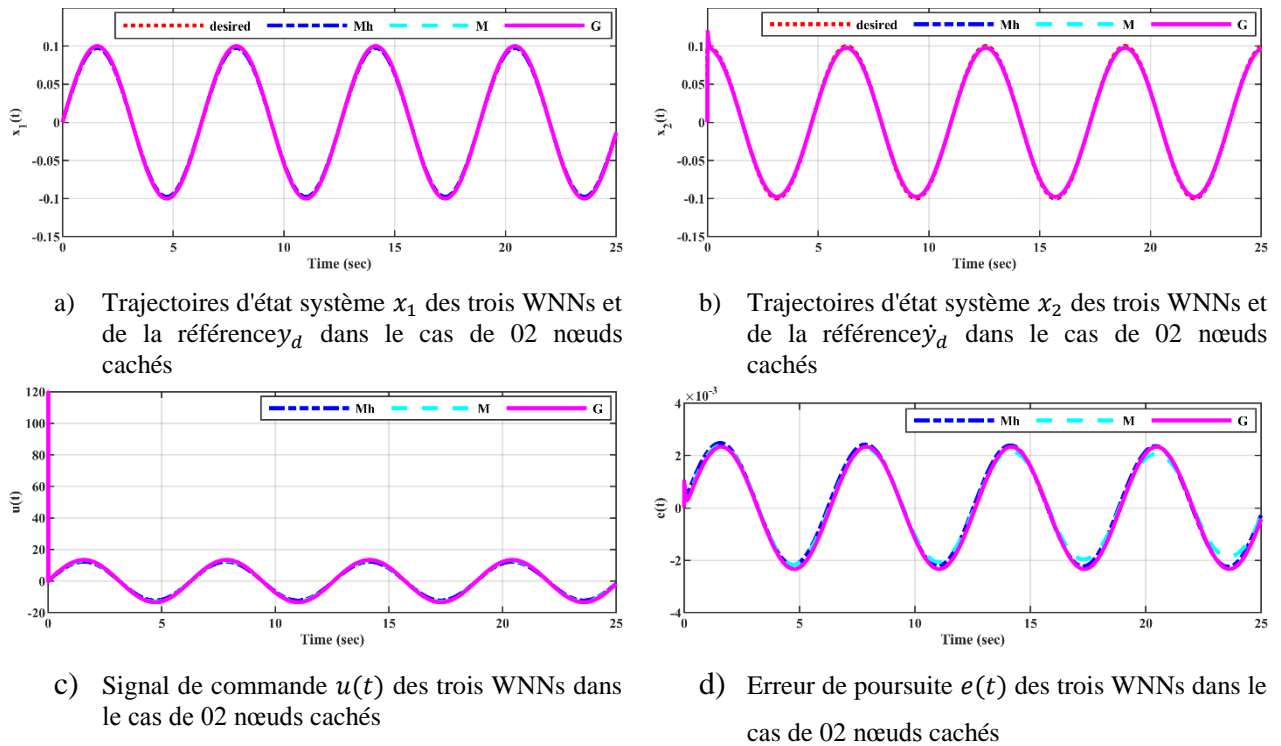 desired Mh M G
0.1
0.05
0
-0.05
-0.1
-0.15
x1(t)
0 5 10 15 20 25
Time (sec)
desired Mh M G
0.1
0.05
0
-0.05
-0.1
-0.15
x2(t)
0 5 10 15 20 25
Time (sec)
a) Trajectoires d'état système x₁ des trois WNNs et
de la référencey_d dans le cas de 02 nœuds
cachés
b) Trajectoires d'état système x₂ des trois WNNs et
de la référenceẏ_d dans le cas de 02 nœuds
cachés
Mh M G
120
100
80
60
40
20
0
-20
u(t)
0 5 10 15 20 25
Time (sec)
×10⁻³
Mh M G
4
2
0
-2
-4
e(t)
0 5 10 15 20 25
Time (sec)
c) Signal de commande u(t) des trois WNNs dans
le cas de 02 nœuds cachés
d) Erreur de poursuite e(t) des trois WNNs dans le
cas de 02 nœuds cachés